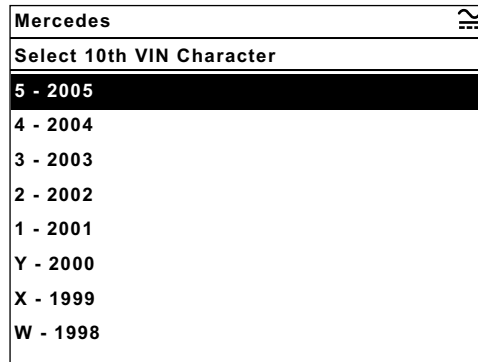 Mercedes
Select 10th VIN Character
5 - 2005
4 - 2004
3 - 2003
2 - 2002
1 - 2001
Y - 2000
X - 1999
W - 1998